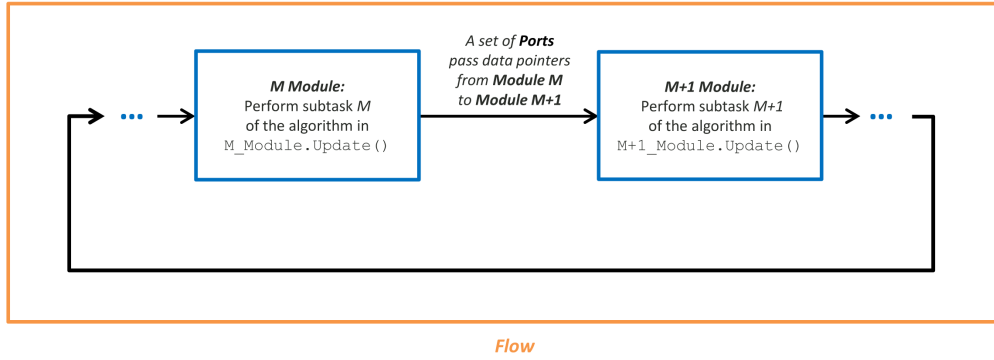 A set of Ports
pass data pointers
from Module M
to Module M+1
...
M Module:
Perform subtask M
of the algorithm in
M_Module.Update()
M+1 Module:
Perform subtask M+1
of the algorithm in
M+1_Module.Update()
...
Flow